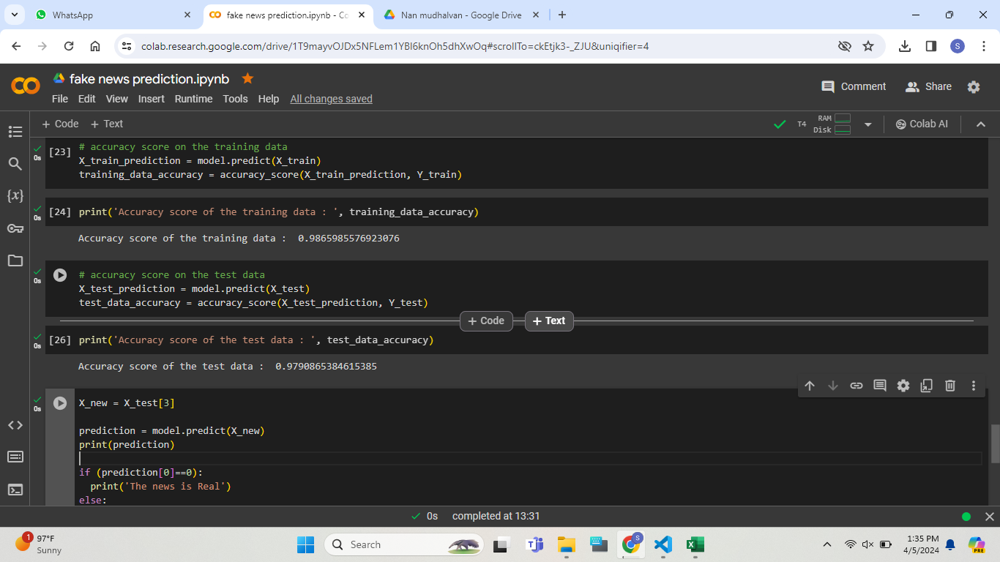 WhatsApp
fake news prediction.ipynb - Co
Nan mudhalvan - Google Drive
colab.research.google.com/drive/1T9mayvOJDx5NFLem1YBI6knOh5dhXwOq#scrollTo=ckEtjk3-_ZJU&uniqifier=4
S
fake news prediction.ipynb
File Edit View Insert Runtime Tools Help All changes saved
Comment Share
+ Code + Text
T4 RAM Disk
Colab AI
0s
[23]
# accuracy score on the training data
X_train_prediction = model.predict(X_train)
training_data_accuracy = accuracy_score(X_train_prediction, Y_train)
0s
[24] print('Accuracy score of the training data : ', training_data_accuracy)
Accuracy score of the training data :  0.9865985576923076
0s
# accuracy score on the test data
X_test_prediction = model.predict(X_test)
test_data_accuracy = accuracy_score(X_test_prediction, Y_test)
+ Code + Text
0s
[26] print('Accuracy score of the test data : ', test_data_accuracy)
Accuracy score of the test data :  0.9790865384615385
0s
X_new = X_test[3]
prediction = model.predict(X_new)
print(prediction)
if (prediction[0]==0):
  print('The news is Real')
else:
{x}
0s completed at 13:31
1
97°F
Sunny
Search
S
1:35 PM
4/5/2024
PRE